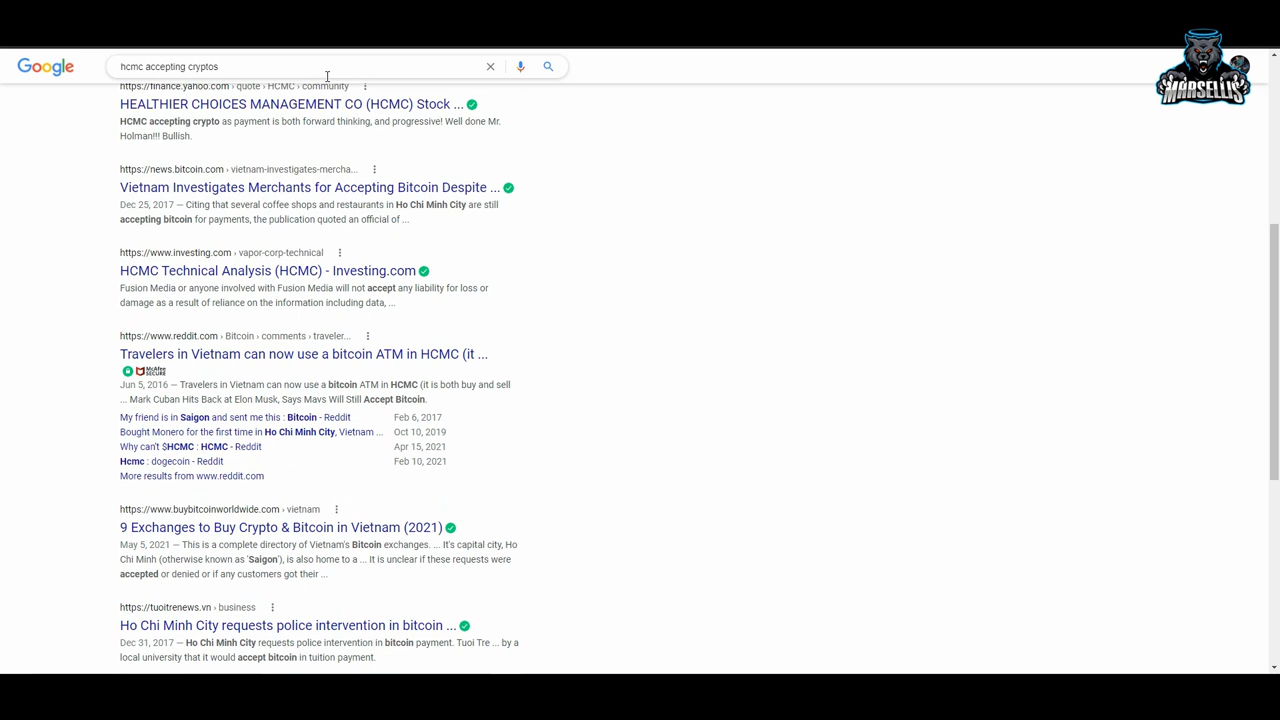 Google
hcmc accepting cryptos
MARSELLIS
https://finance.yahoo.com › quote › HCMC › community
HEALTHIER CHOICES MANAGEMENT CO (HCMC) Stock ...
HCMC accepting crypto as payment is both forward thinking, and progressive! Well done Mr.
Holman!!! Bullish.
https://news.bitcoin.com › vietnam-investigates-mercha...
Vietnam Investigates Merchants for Accepting Bitcoin Despite ...
Dec 25, 2017 — Citing that several coffee shops and restaurants in Ho Chi Minh City are still
accepting bitcoin for payments, the publication quoted an official of ...
https://www.investing.com › vapor-corp-technical
HCMC Technical Analysis (HCMC) - Investing.com
Fusion Media or anyone involved with Fusion Media will not accept any liability for loss or
damage as a result of reliance on the information including data, ...
https://www.reddit.com › Bitcoin › comments › traveler...
Travelers in Vietnam can now use a bitcoin ATM in HCMC (it ...
McAfee SECURE
Jun 5, 2016 — Travelers in Vietnam can now use a bitcoin ATM in HCMC (it is both buy and sell
... Mark Cuban Hits Back at Elon Musk, Says Mavs Will Still Accept Bitcoin.
My friend is in Saigon and sent me this : Bitcoin - Reddit Feb 6, 2017
Bought Monero for the first time in Ho Chi Minh City, Vietnam ... Oct 10, 2019
Why can't $HCMC : HCMC - Reddit Apr 15, 2021
Hcmc : dogecoin - Reddit Feb 10, 2021
More results from www.reddit.com
https://www.buybitcoinworldwide.com › vietnam
9 Exchanges to Buy Crypto & Bitcoin in Vietnam (2021)
May 5, 2021 — This is a complete directory of Vietnam's Bitcoin exchanges. ... It's capital city, Ho
Chi Minh (otherwise known as 'Saigon'), is also home to a ... It is unclear if these requests were
accepted or denied or if any customers got their ...
https://tuoitrenews.vn › business
Ho Chi Minh City requests police intervention in bitcoin ...
Dec 31, 2017 — Ho Chi Minh City requests police intervention in bitcoin payment. Tuoi Tre ... by a
local university that it would accept bitcoin in tuition payment.